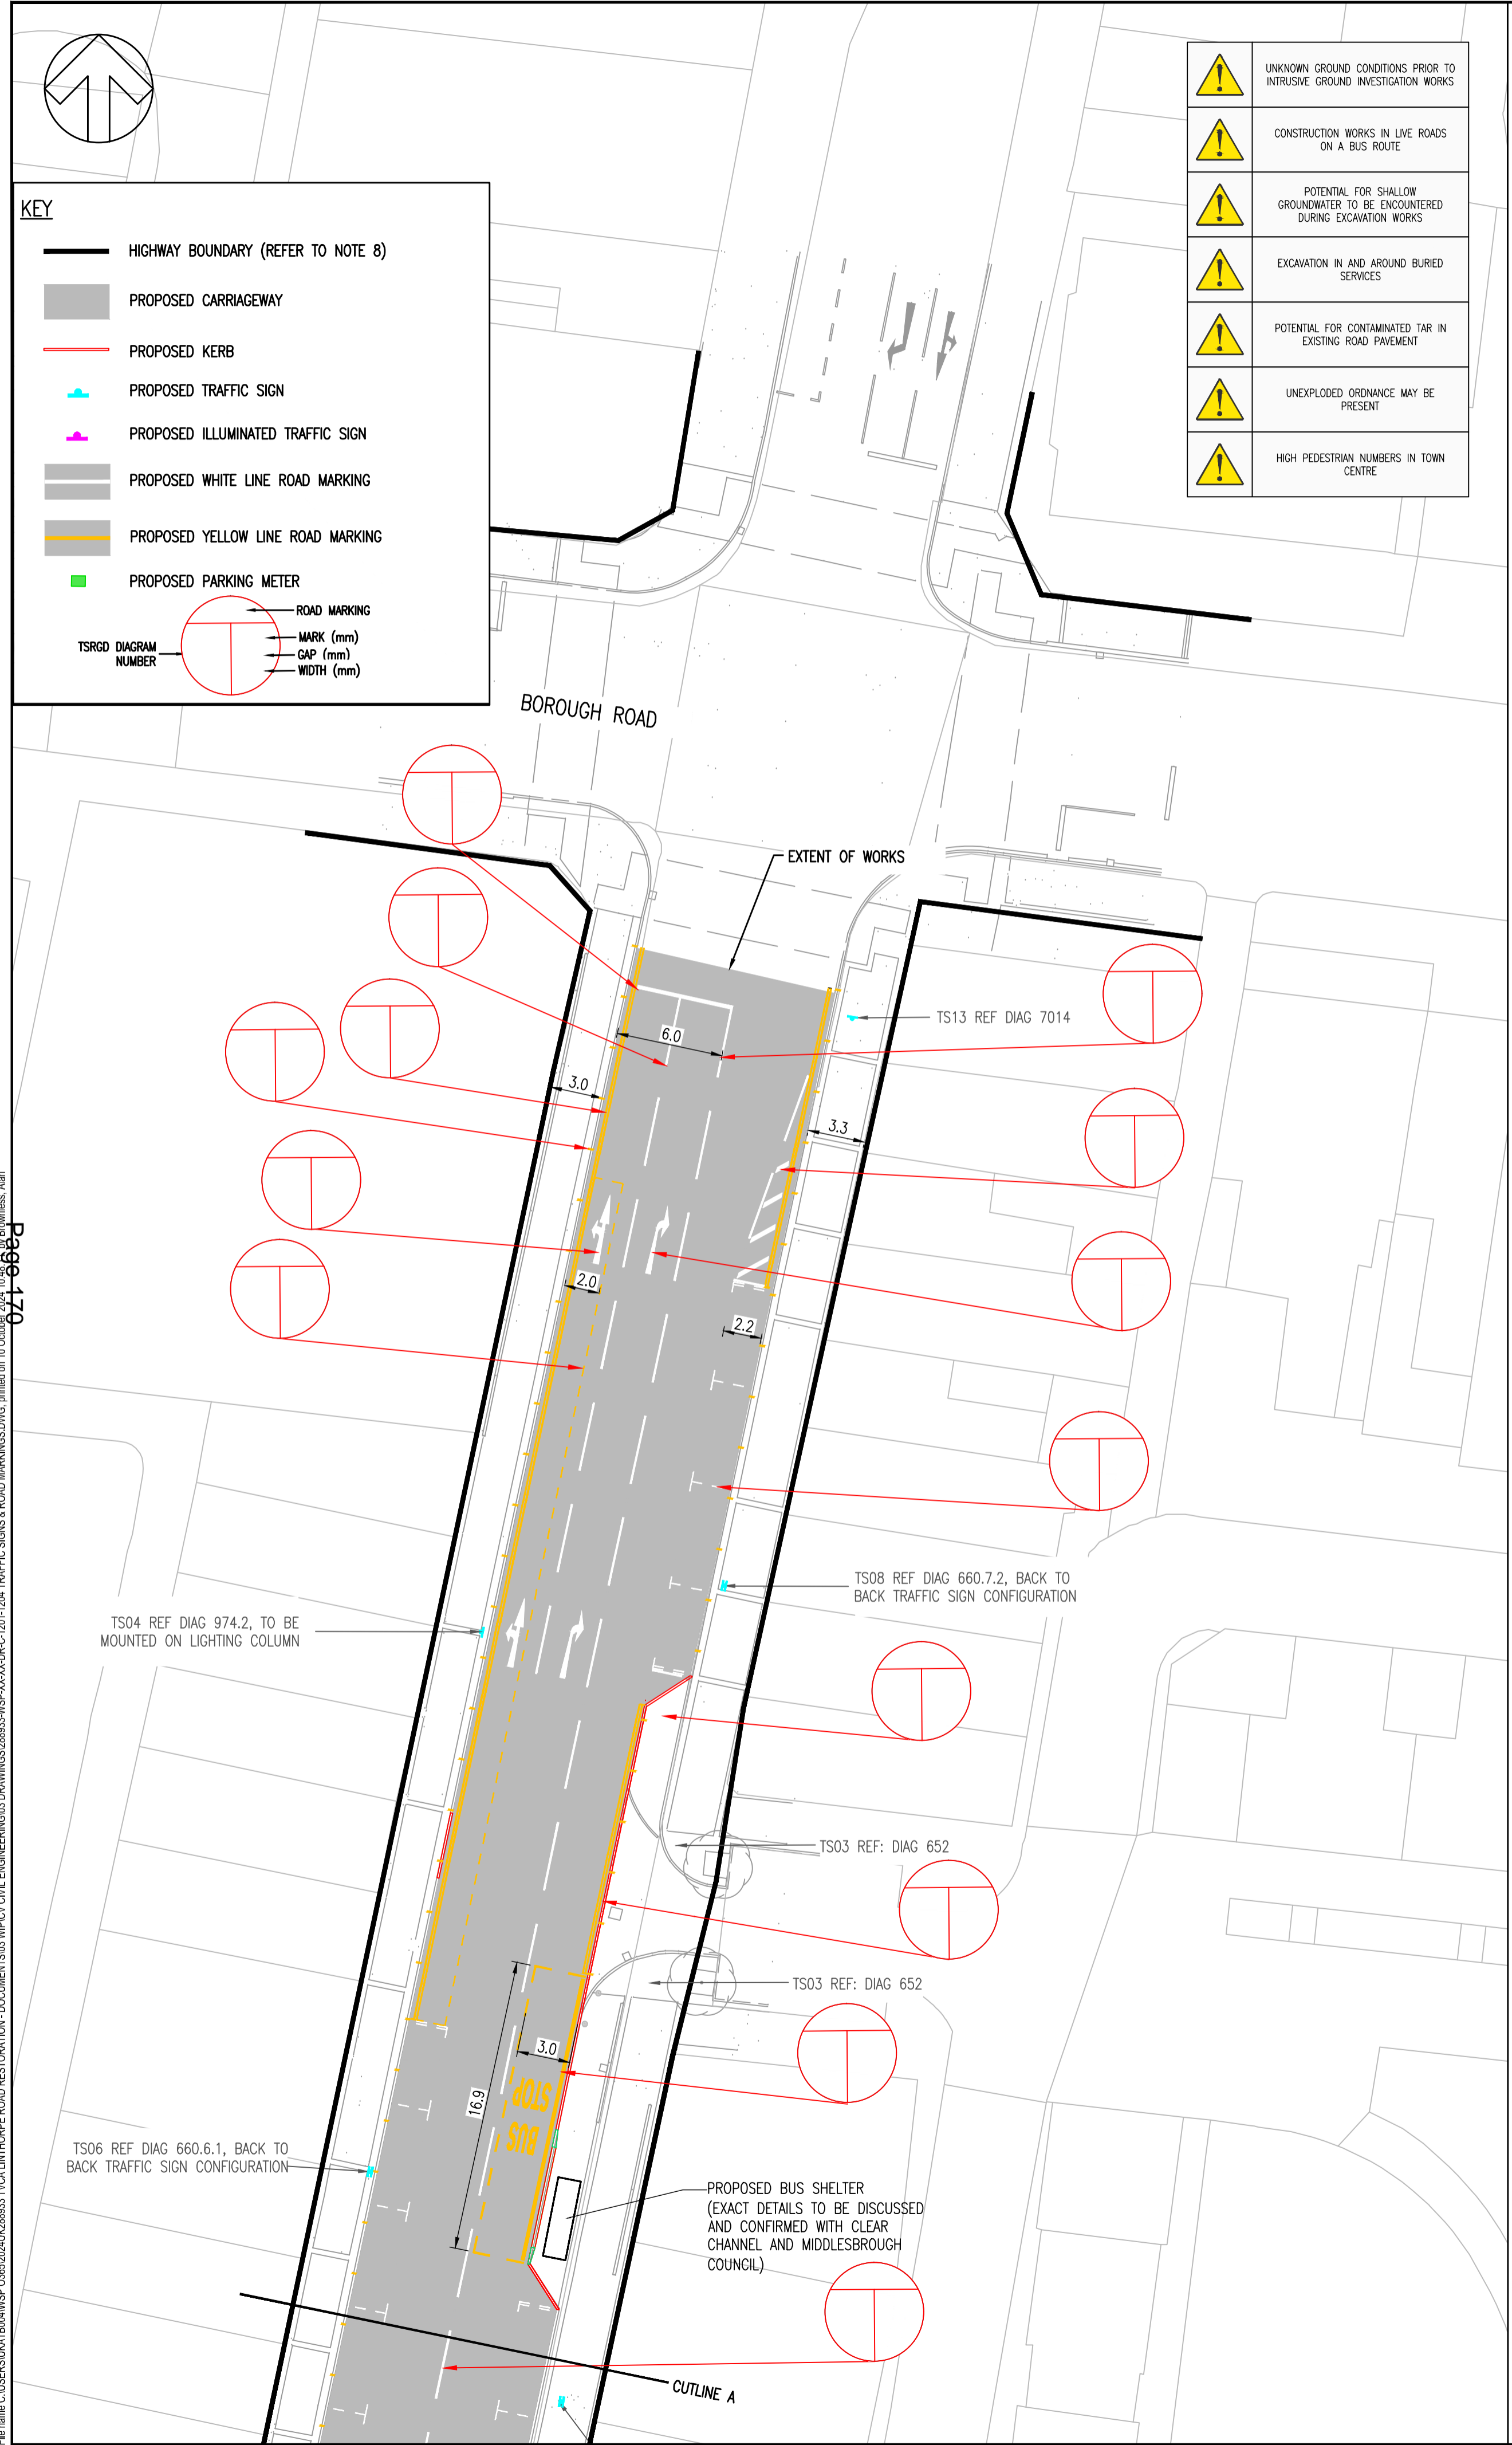 UNKNOWN GROUND CONDITIONS PRIOR TO
INTRUSIVE GROUND INVESTIGATION WORKS
CONSTRUCTION WORKS IN LIVE ROADS
ON A BUS ROUTE
POTENTIAL FOR SHALLOW
GROUNDWATER TO BE ENCOUNTERED
DURING EXCAVATION WORKS
EXCAVATION IN AND AROUND BURIED
SERVICES
POTENTIAL FOR CONTAMINATED TAR IN
EXISTING ROAD PAVEMENT
UNEXPLODED ORDNANCE MAY BE
PRESENT
HIGH PEDESTRIAN NUMBERS IN TOWN
CENTRE
KEY
HIGHWAY BOUNDARY (REFER TO NOTE 8)
PROPOSED CARRIAGEWAY
PROPOSED KERB
PROPOSED TRAFFIC SIGN
PROPOSED ILLUMINATED TRAFFIC SIGN
PROPOSED WHITE LINE ROAD MARKING
PROPOSED YELLOW LINE ROAD MARKING
PROPOSED PARKING METER
ROAD MARKING
MARK (mm)
GAP (mm)
WIDTH (mm)
TSRGD DIAGRAM
NUMBER
BOROUGH ROAD
EXTENT OF WORKS
TS13 REF DIAG 7014
6.0
3.0
3.3
2.0
2.2
TS08 REF DIAG 660.7.2, BACK TO
BACK TRAFFIC SIGN CONFIGURATION
TS04 REF DIAG 974.2, TO BE
MOUNTED ON LIGHTING COLUMN
TS03 REF: DIAG 652
TS03 REF: DIAG 652
3.0
16.9
STOP
BUS
TS06 REF DIAG 660.6.1, BACK TO
BACK TRAFFIC SIGN CONFIGURATION
PROPOSED BUS SHELTER
(EXACT DETAILS TO BE DISCUSSED
AND CONFIRMED WITH CLEAR
CHANNEL AND MIDDLESBROUGH
COUNCIL)
CUTLINE A
Page 170